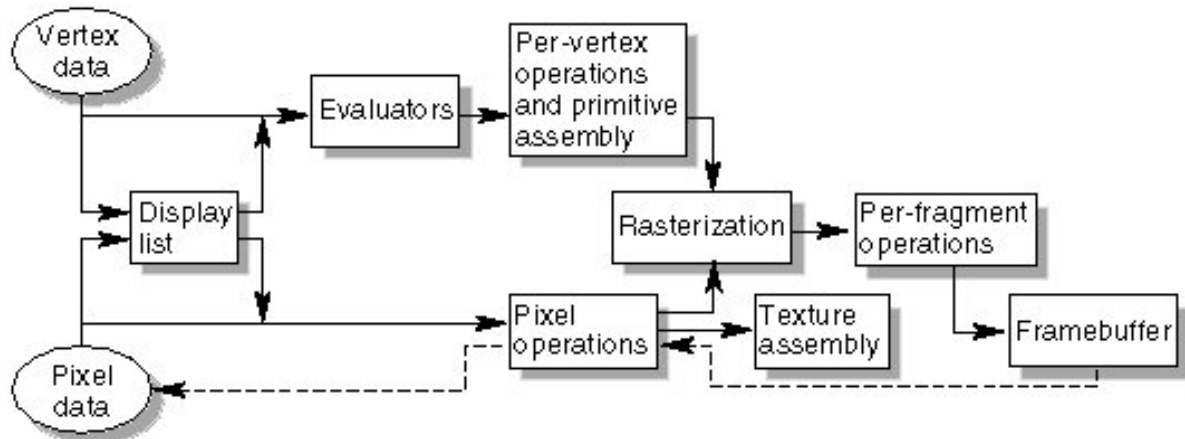 Vertex
data
Evaluators
Per-vertex
operations
and primitive
assembly
Display
list
Rasterization
Per-fragment
operations
Pixel
operations
Texture
assembly
Framebuffer
Pixel
data